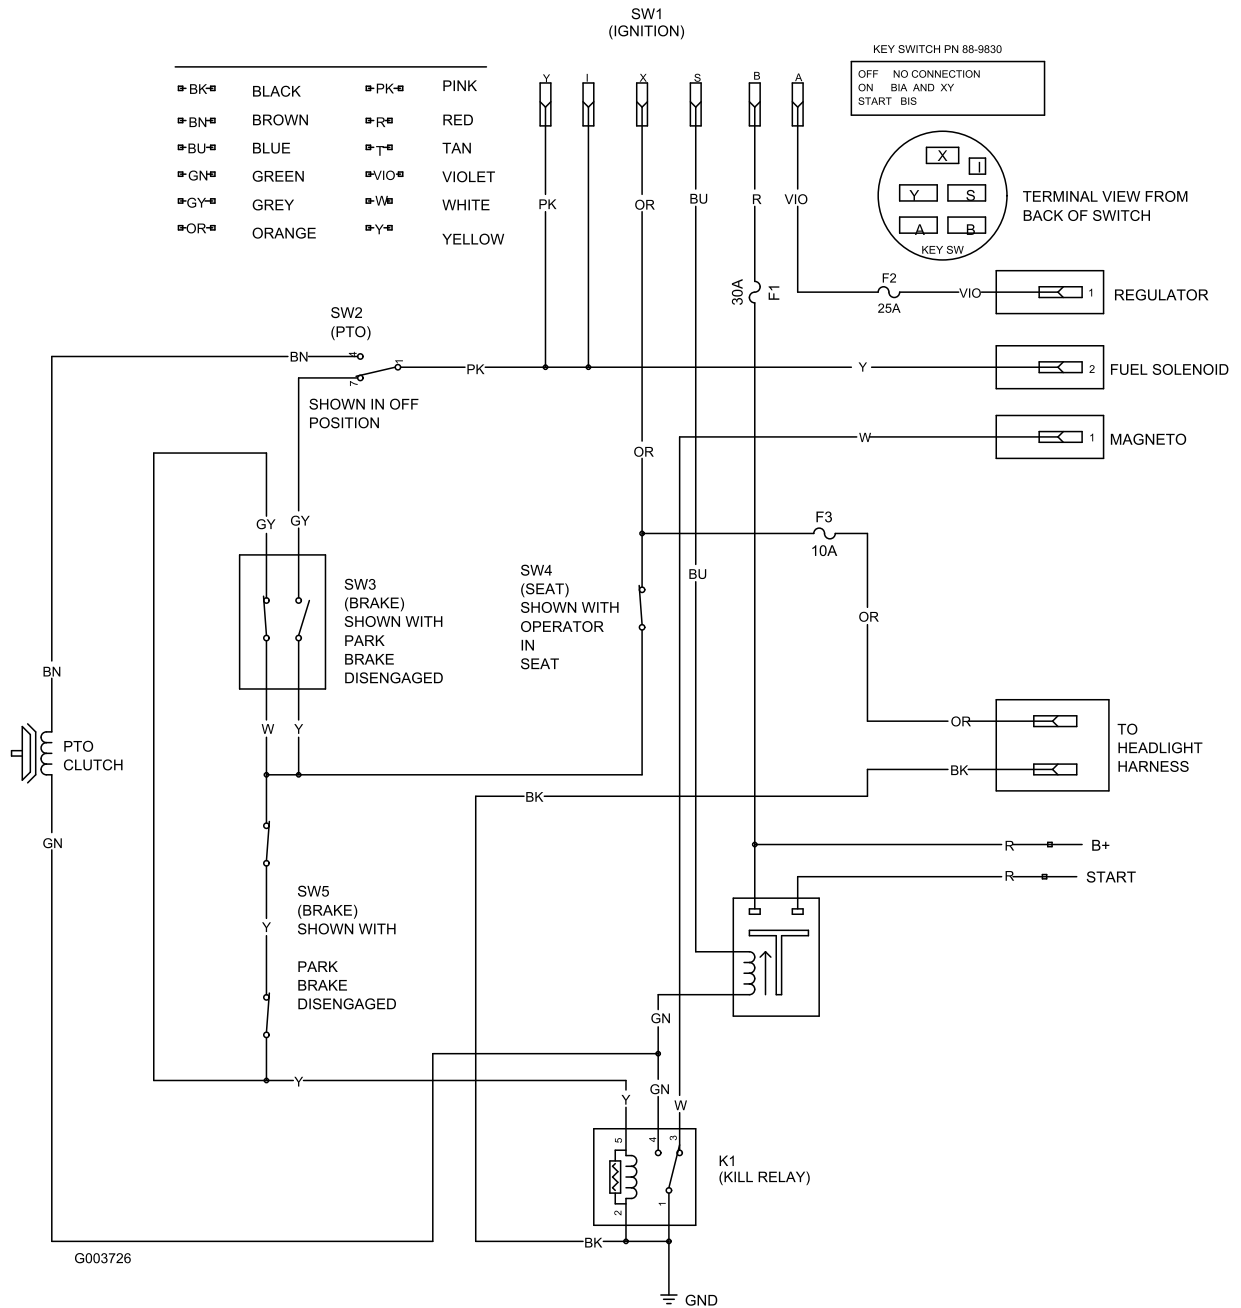 SW1
(IGNITION)
KEY SWITCH PN 88-9830
OFF NO CONNECTION
ON BIA AND XY
START BIS
BK BLACK
BN BROWN
BU BLUE
GN GREEN
GY GREY
OR ORANGE
PK PINK
R RED
T TAN
VIO VIOLET
W WHITE
Y YELLOW
Y I X S B A
PK OR BU R VIO
X
I
Y S
A B
KEY SW
TERMINAL VIEW FROM
BACK OF SWITCH
30A
F1
F2
25A
VIO
1
REGULATOR
SW2
(PTO)
BN
4
1
7
PK
Y
2
FUEL SOLENOID
SHOWN IN OFF
POSITION
OR
W
1
MAGNETO
GY
GY
F3
10A
SW3
(BRAKE)
SHOWN WITH
PARK
BRAKE
DISENGAGED
SW4
(SEAT)
SHOWN WITH
OPERATOR
IN
SEAT
BU
OR
BN
W
Y
OR
BK
TO
HEADLIGHT
HARNESS
PTO
CLUTCH
BK
GN
R
B+
R
START
SW5
(BRAKE)
SHOWN WITH
PARK
BRAKE
DISENGAGED
Y
GN
GN
Y
Y
W
5
4
3
2
1
K1
(KILL RELAY)
BK
G003726
GND